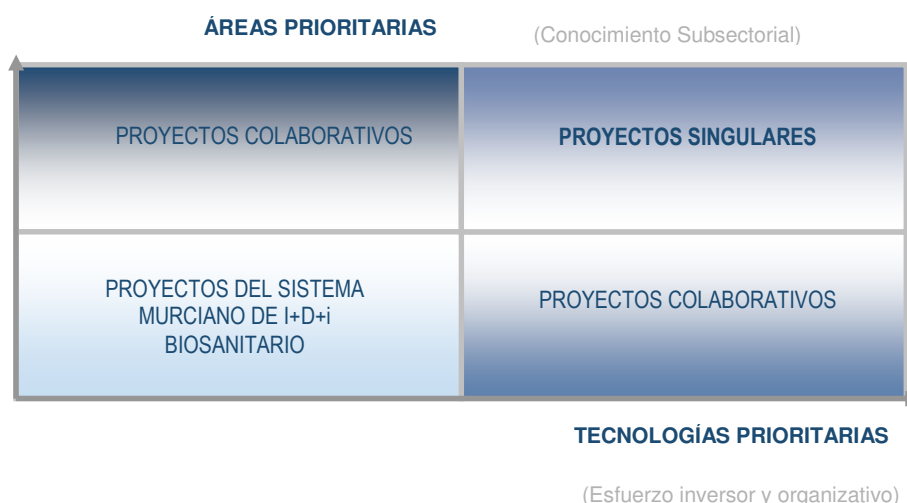 ÁREAS PRIORITARIAS
(Conocimiento Subsectorial)
PROYECTOS COLABORATIVOS
PROYECTOS SINGULARES
PROYECTOS DEL SISTEMA
MURCIANO DE I+D+i
BIOSANITARIO
PROYECTOS COLABORATIVOS
TECNOLOGÍAS PRIORITARIAS
(Esfuerzo inversor y organizativo)